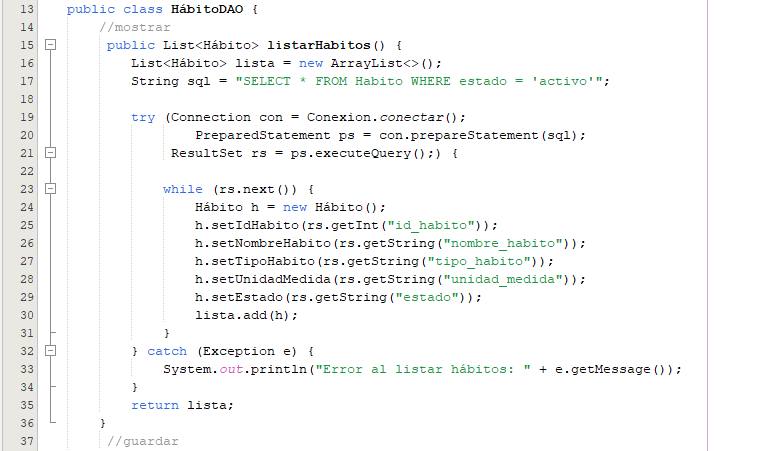 13 public class HábitoDAO {
14 //mostrar
15 public List<Hábito> listarHabitos() {
16 List<Hábito> lista = new ArrayList<>();
17 String sql = "SELECT * FROM Habito WHERE estado = 'activo'";
18
19 try (Connection con = Conexion.conectar();
20 PreparedStatement ps = con.prepareStatement(sql);
21 ResultSet rs = ps.executeQuery();) {
22
23 while (rs.next()) {
24 Hábito h = new Hábito();
25 h.setIdHabito(rs.getInt("id_habito"));
26 h.setNombreHabito(rs.getString("nombre_habito"));
27 h.setTipoHabito(rs.getString("tipo_habito"));
28 h.setUnidadMedida(rs.getString("unidad_medida"));
29 h.setEstado(rs.getString("estado"));
30 lista.add(h);
31 }
32 } catch (Exception e) {
33 System.out.println("Error al listar hábitos: " + e.getMessage());
34 }
35 return lista;
36 }
37 //guardar